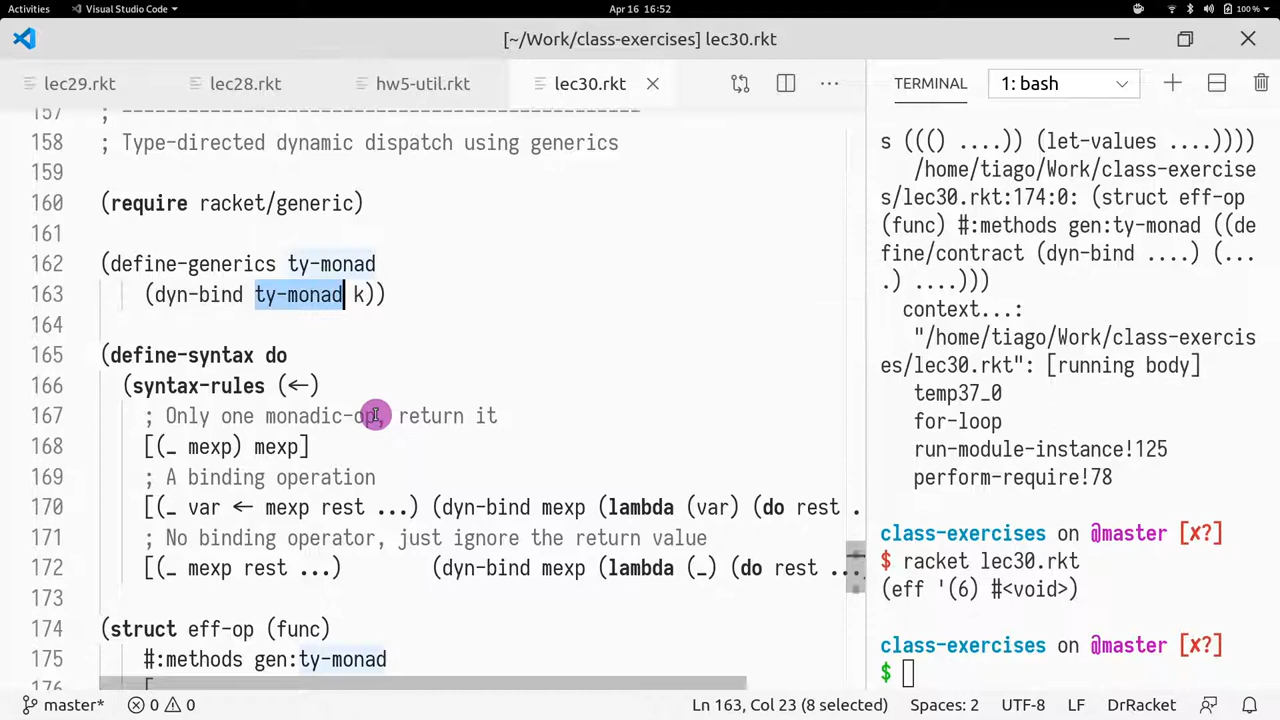 Activities Visual Studio Code Apr 16 16:52 100 %
[~/Work/class-exercises] lec30.rkt
lec29.rkt lec28.rkt hw5-util.rkt lec30.rkt
157 ; ------------------------------------------------
158 ; Type-directed dynamic dispatch using generics
159
160 (require racket/generic)
161
162 (define-generics ty-monad
163 (dyn-bind ty-monad k))
164
165 (define-syntax do
166 (syntax-rules (←)
167 ; Only one monadic-op, return it
168 [(_ mexp) mexp]
169 ; A binding operation
170 [(_ var ← mexp rest ...) (dyn-bind mexp (lambda (var) (do rest .
171 ; No binding operator, just ignore the return value
172 [(_ mexp rest ...) (dyn-bind mexp (lambda (_) (do rest ...
173
174 (struct eff-op (func)
175 #:methods gen:ty-monad
176 [
TERMINAL 1: bash
s ((() ....)) (let-values ....))))
/home/tiago/Work/class-exercise
s/lec30.rkt:174:0: (struct eff-op
(func) #:methods gen:ty-monad ((de
fine/contract (dyn-bind ....) (...
.) ....)))
context...:
"/home/tiago/Work/class-exercis
es/lec30.rkt": [running body]
temp37_0
for-loop
run-module-instance!125
perform-require!78
class-exercises on @master [✘?]
$ racket lec30.rkt
(eff '(6) #<void>)
class-exercises on @master [✘?]
$
master* 0 0 Ln 163, Col 23 (8 selected) Spaces: 2 UTF-8 LF DrRacket